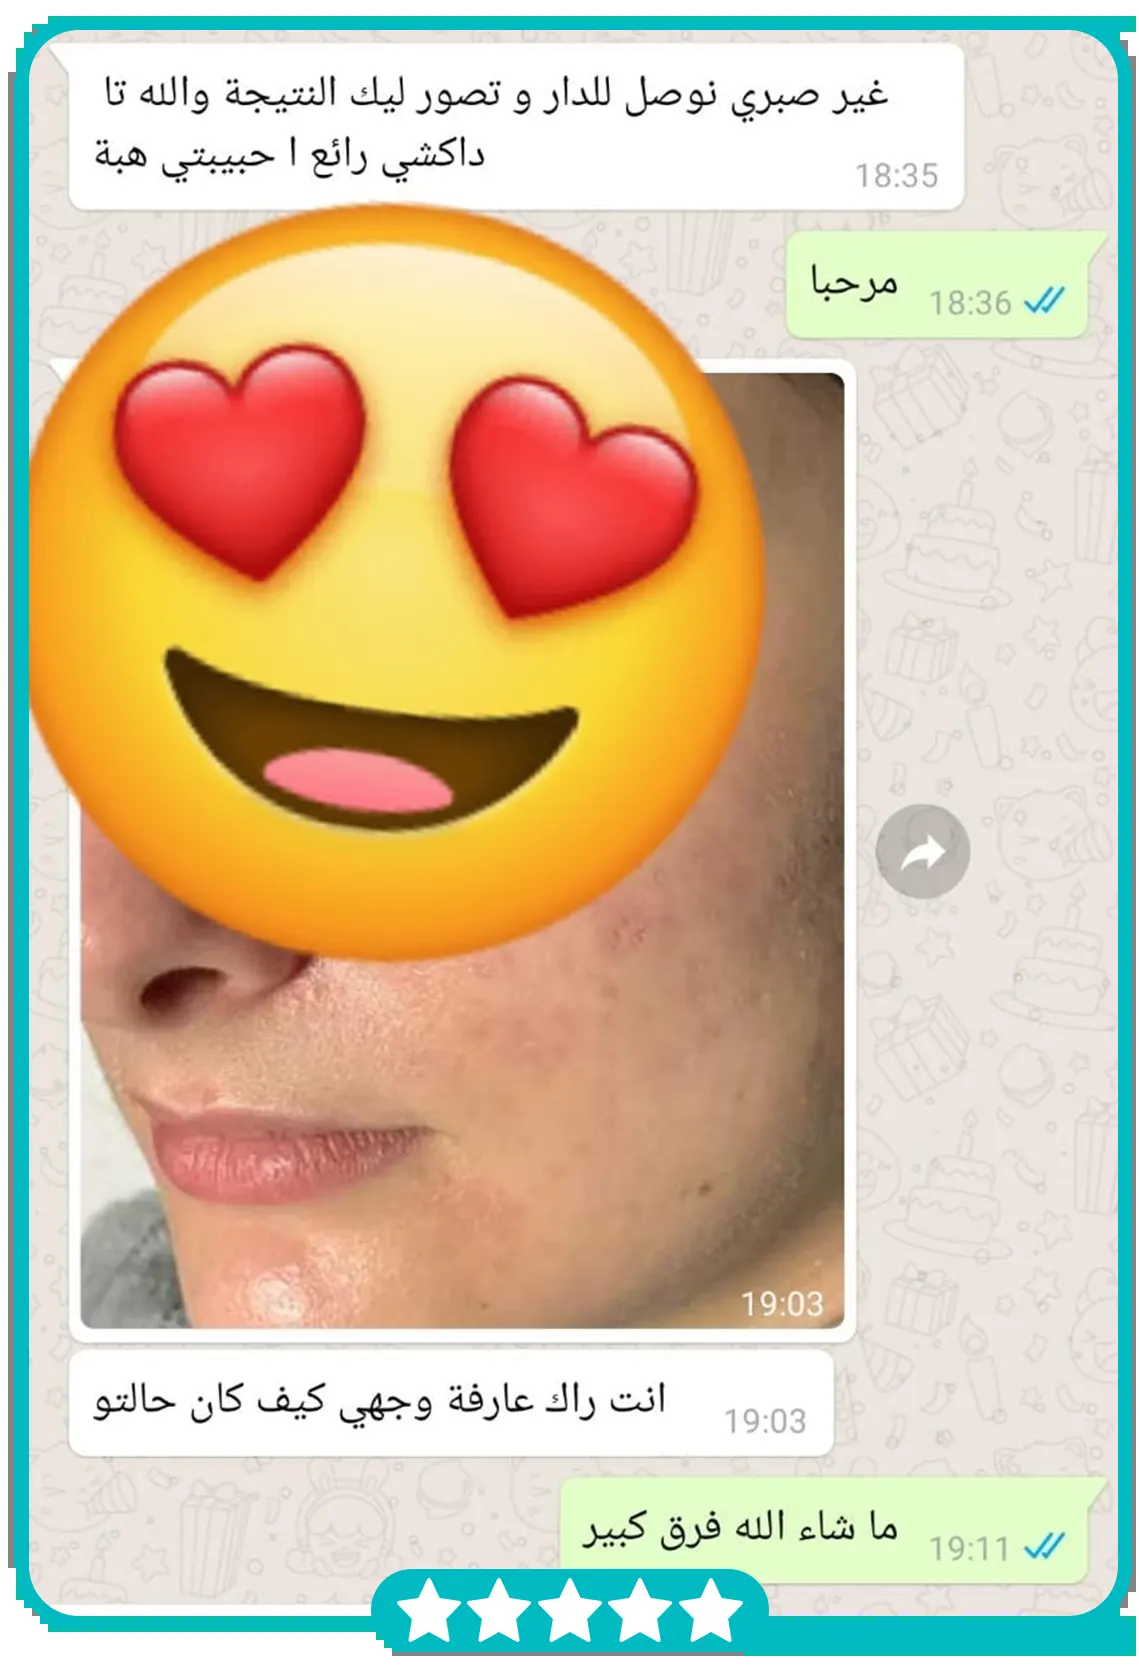 غير صبري نوصل للدار و تصور ليك النتيجة والله تا
داكشي رائع ا حبيبتي هبة
18:35
مرحبا
18:36
19:03
انت راك عارفة وجهي كيف كان حالتو
19:03
ما شاء الله فرق كبير
19:11